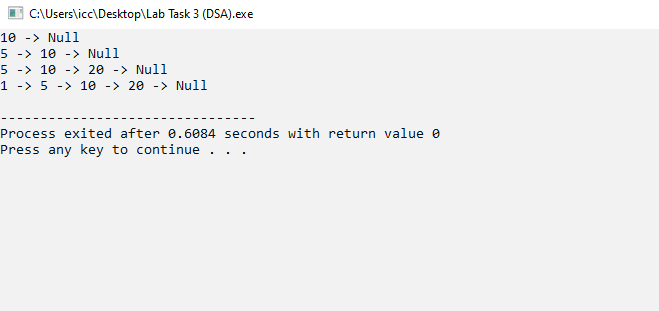 C:\Users\icc\Desktop\Lab Task 3 (DSA).exe
10 -> Null
5 -> 10 -> Null
5 -> 10 -> 20 -> Null
1 -> 5 -> 10 -> 20 -> Null
--------------------------------
Process exited after 0.6084 seconds with return value 0
Press any key to continue . . .